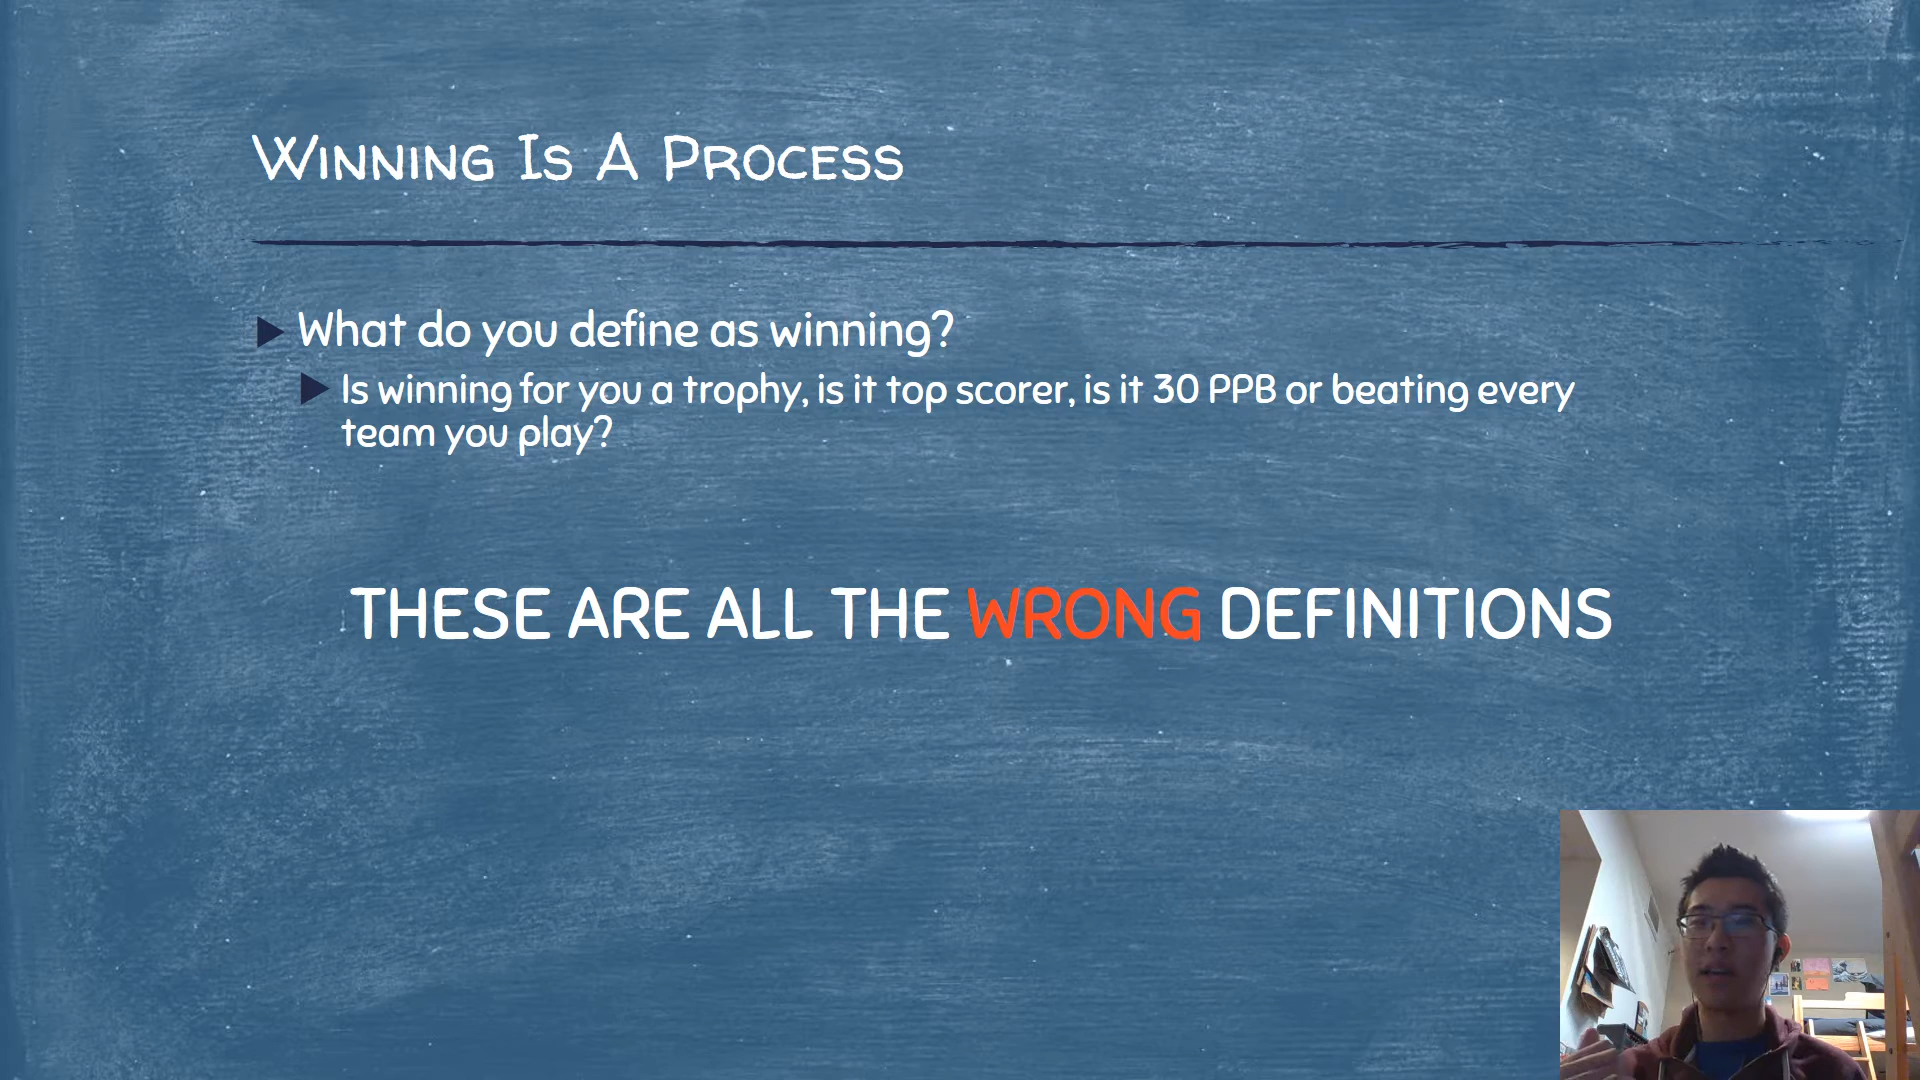 Winning Is A Process
What do you define as winning?
Is winning for you a trophy, is it top scorer, is it 30 PPB or beating every
team you play?
THESE ARE ALL THE WRONG DEFINITIONS